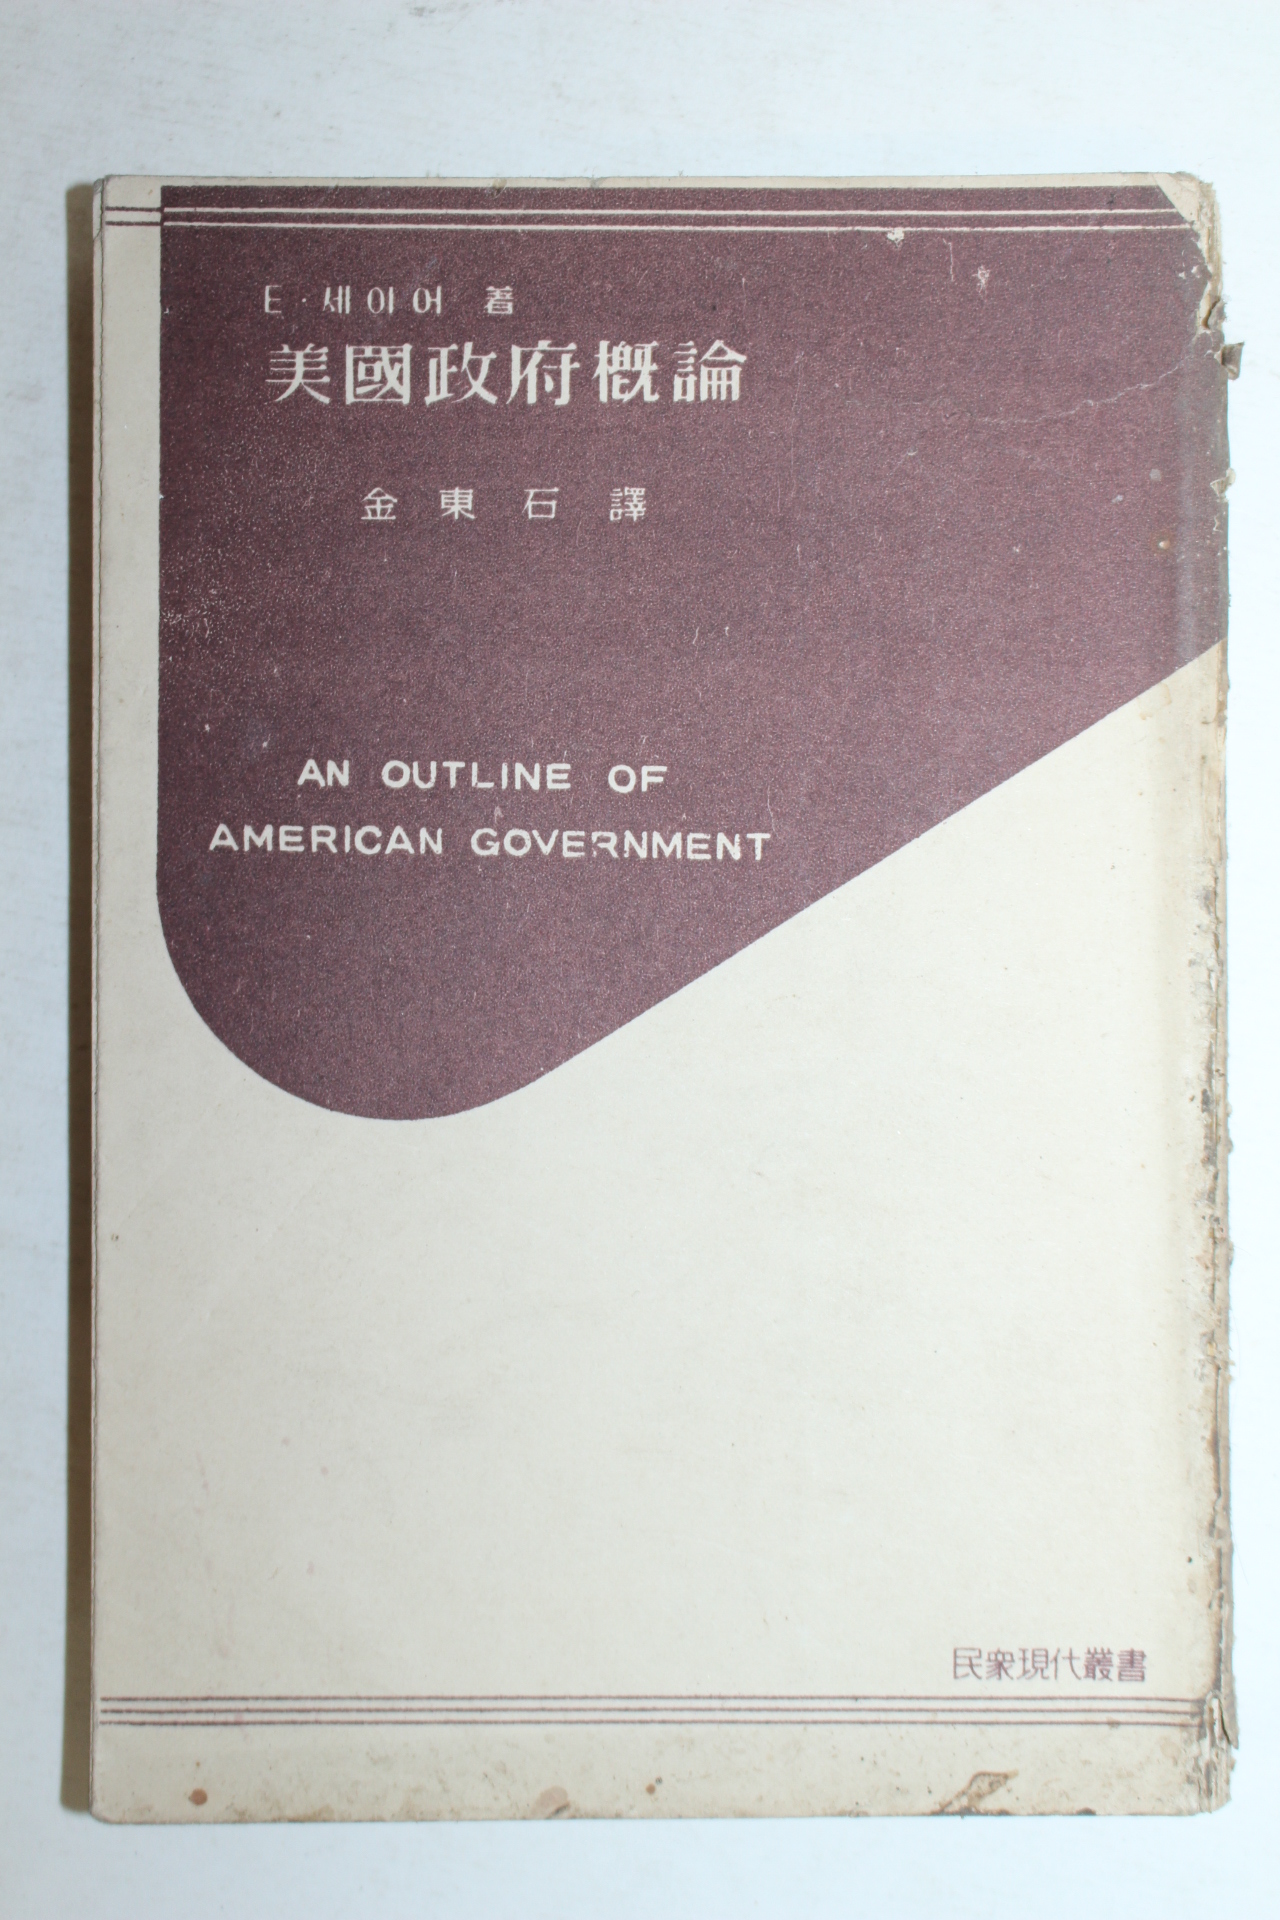 E·세이어 著
美國政府槪論
金東石譯
AN OUTLINE OF
AMERICAN GOVERNMENT
民衆現代叢書